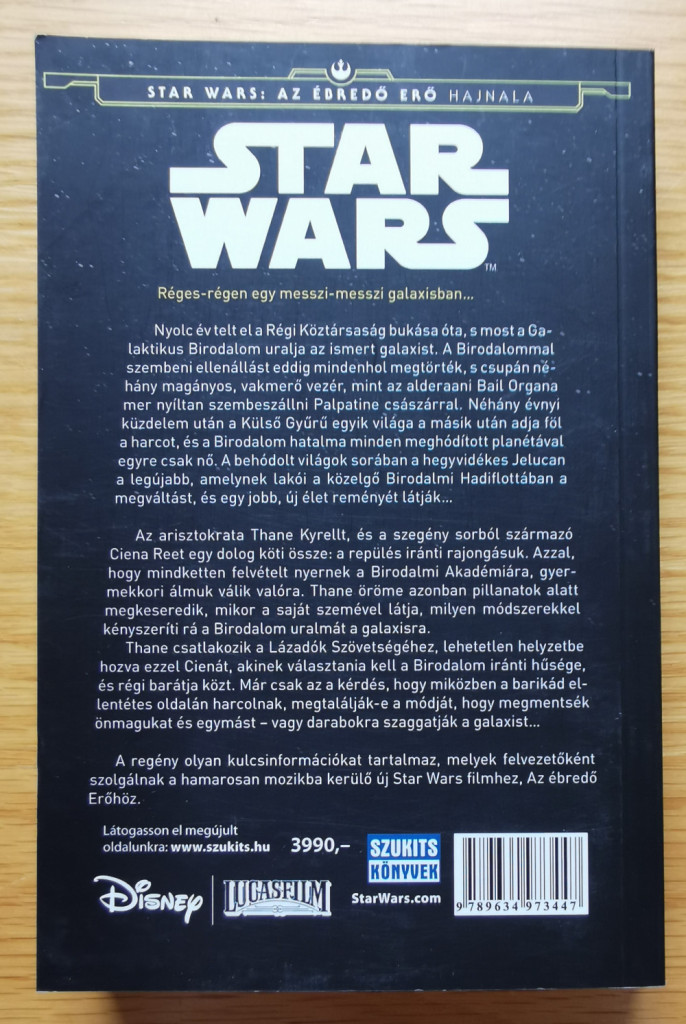 STAR WARS: AZ ÉBREDŐ ERŐ HAJNALA
STAR
WARS
TM
Réges-régen egy messzi-messzi galaxisban...
Nyolc év telt el a Régi Köztársaság bukása óta, s most a Ga-
laktikus Birodalom uralja az ismert galaxist. A Birodalommal
szembeni ellenállást eddig mindenhol megtörték, s csupán né-
hány magányos, vakmerő vezér, mint az alderaani Bail Organa
mer nyíltan szembeszállni Palpatine császárral. Néhány évnyi
küzdelem után a Külső Gyűrű egyik világa a másik után adja föl
a harcot, és a Birodalom hatalma minden meghódított planétával
egyre csak nő. A behódolt világok sorában a hegyvidékes Jelucan
a legújabb, amelynek lakói a közelgő Birodalmi Hadiflottában a
megváltást, és egy jobb, új élet reményét látják...
Az arisztokrata Thane Kyrellt, és a szegény sorból származó
Ciena Reet egy dolog köti össze: a repülés iránti rajongásuk. Azzal,
hogy mindketten felvételt nyernek a Birodalmi Akadémiára, gyer-
mekkori álmuk válik valóra. Thane öröme azonban pillanatok alatt
megkeseredik, mikor a saját szemével látja, milyen módszerekkel
kényszeríti rá a Birodalom uralmát a galaxisra.
Thane csatlakozik a Lázadók Szövetségéhez, lehetetlen helyzetbe
hozva ezzel Cienát, akinek választania kell a Birodalom iránti hűsége,
és régi barátja közt. Már csak az a kérdés, hogy miközben a barikád el-
lentétes oldalán harcolnak, megtalálják-e a módját, hogy megmentsék
önmagukat és egymást – vagy darabokra szaggatják a galaxist...
A regény olyan kulcsinformációkat tartalmaz, melyek felvezetőként
szolgálnak a hamarosan mozikba kerülő új Star Wars filmhez, Az ébredő
Erőhöz.
Látogasson el megújult
oldalunkra: www.szukits.hu
3990,–
SZUKITS
KÖNYVEK
Disney
LUCASFILM
StarWars.com
9 789634 973447